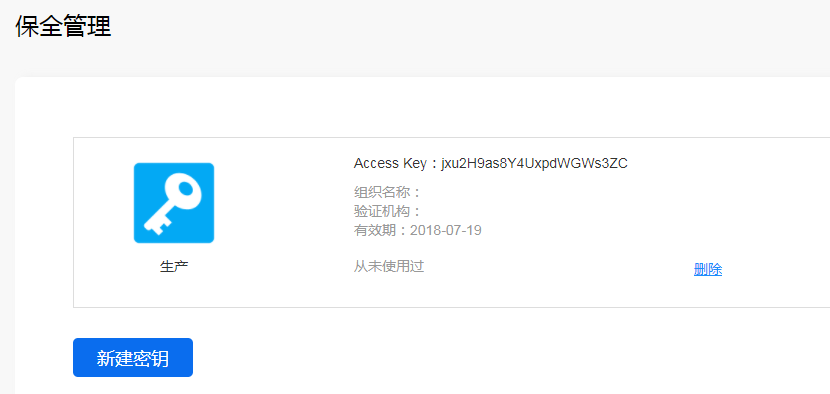 保全管理
Access Key：jxu2H9as8Y4UxpdWGWs3ZC
组织名称：
验证机构：
有效期：2018-07-19
生产
从未使用过
删除
新建密钥